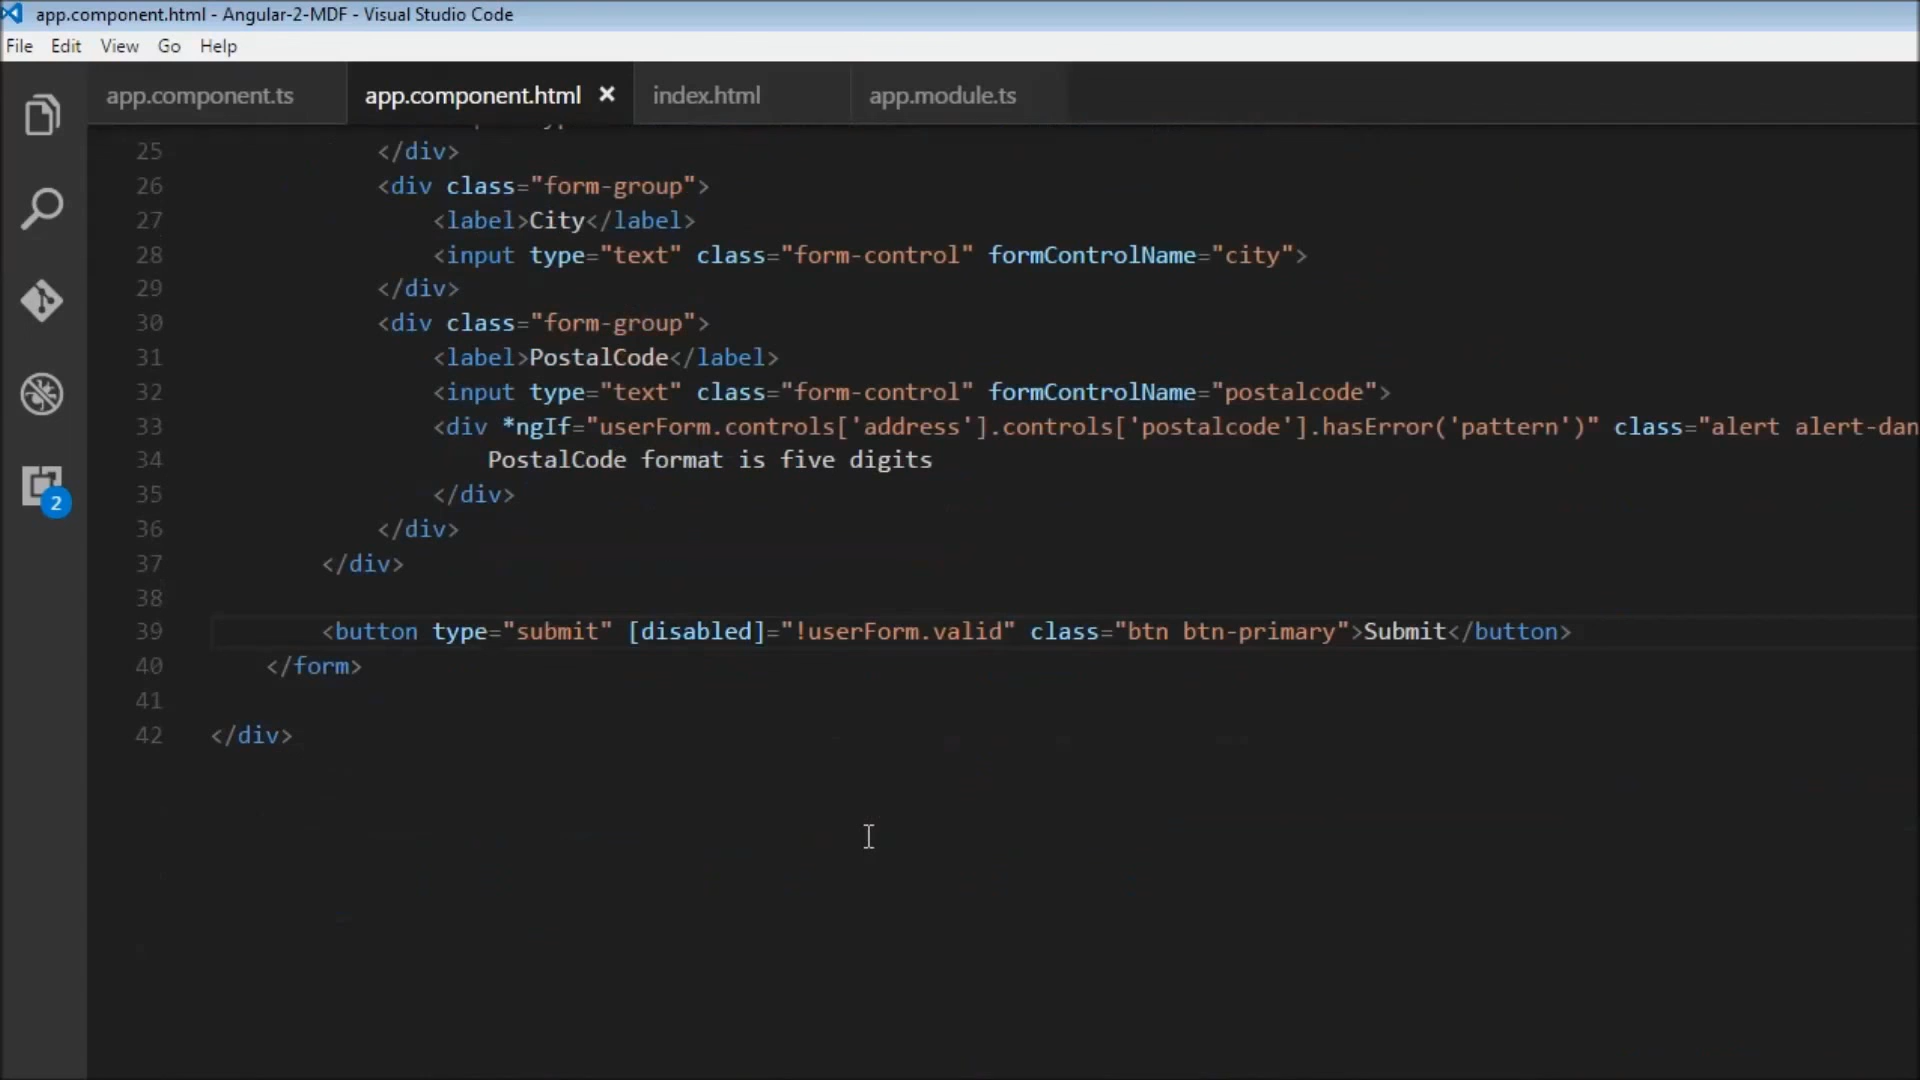 app.component.html - Angular-2-MDF - Visual Studio Code
File Edit View Go Help
app.component.ts app.component.html × index.html app.module.ts
25 </div>
26 <div class="form-group">
27 <label>City</label>
28 <input type="text" class="form-control" formControlName="city">
29 </div>
30 <div class="form-group">
31 <label>PostalCode</label>
32 <input type="text" class="form-control" formControlName="postalcode">
33 <div *ngIf="userForm.controls['address'].controls['postalcode'].hasError('pattern')" class="alert alert-dan
34 PostalCode format is five digits
35 </div>
36 </div>
37 </div>
38
39 <button type="submit" [disabled]="!userForm.valid" class="btn btn-primary">Submit</button>
40 </form>
41
42 </div>
2